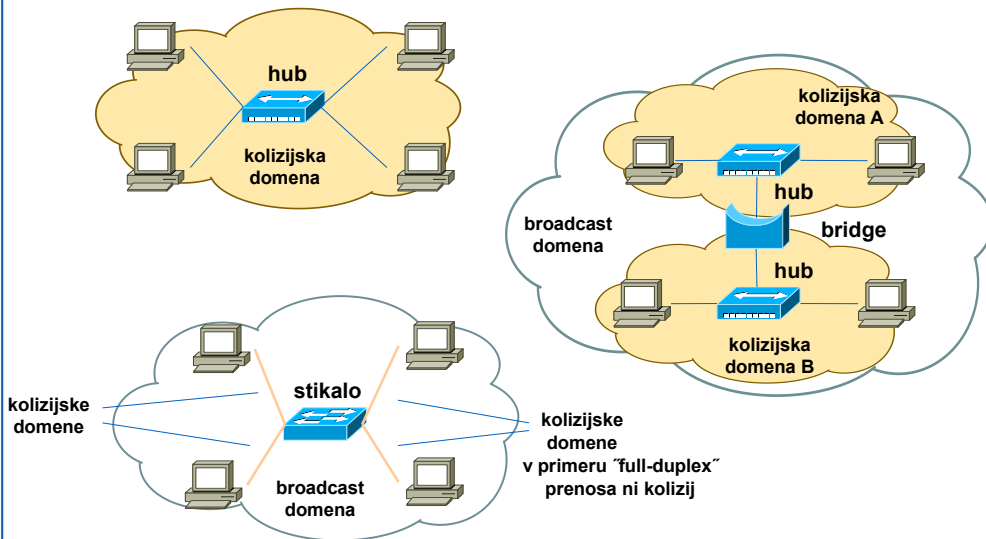 hub
kolizijska
domena
kolizijska
domena A
hub
broadcast
domena
bridge
hub
kolizijska
domena B
stikalo
kolizijske
domene
broadcast
domena
kolizijske
domene
v primeru ˝full-duplex˝
prenosa ni kolizij